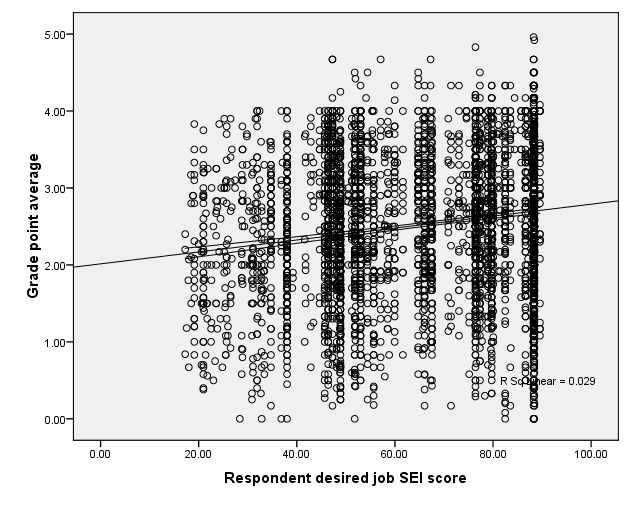 5.00
4.00
3.00
2.00
1.00
0.00
Grade point average
R Sq Linear = 0.029
0.00 20.00 40.00 60.00 80.00 100.00
Respondent desired job SEI score